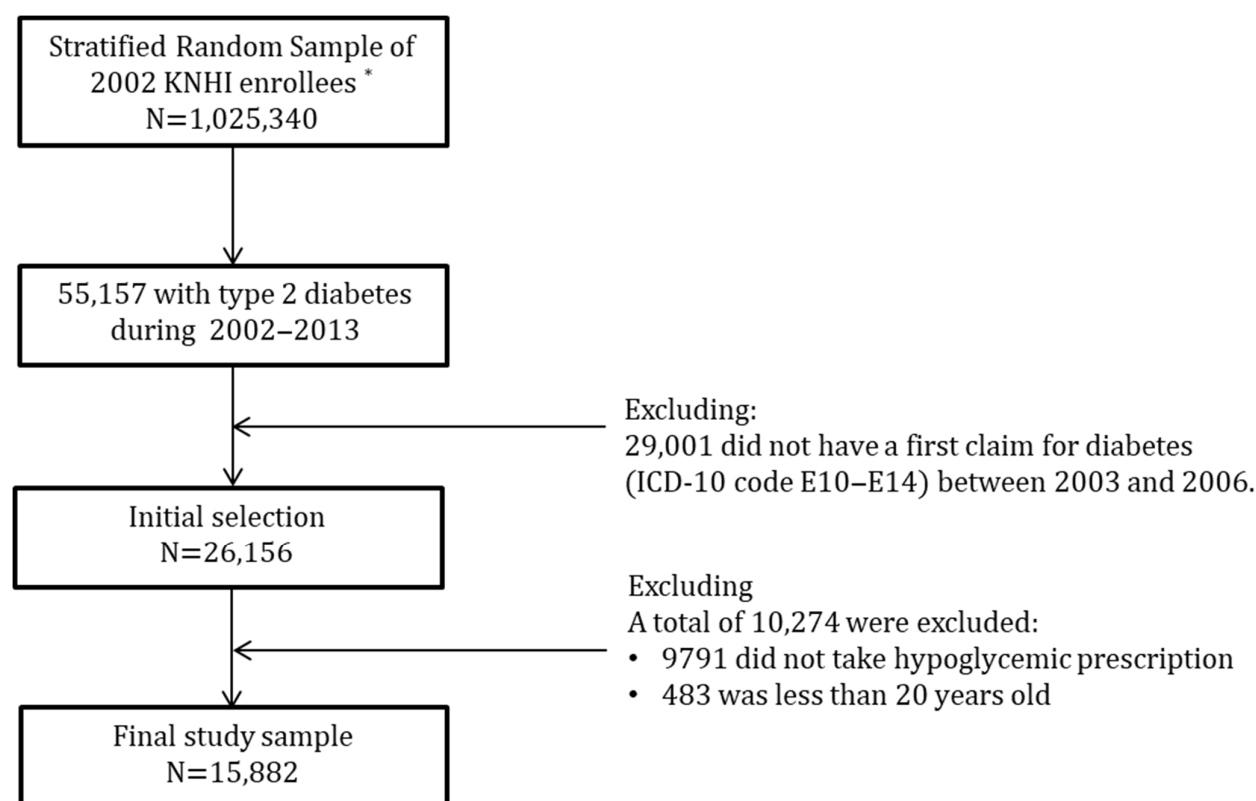 Stratified Random Sample of
2002 KNHI enrollees *
N=1,025,340
55,157 with type 2 diabetes
during 2002–2013
Excluding:
29,001 did not have a first claim for diabetes
(ICD-10 code E10–E14) between 2003 and 2006.
Initial selection
N=26,156
Excluding
A total of 10,274 were excluded:
• 9791 did not take hypoglycemic prescription
• 483 was less than 20 years old
Final study sample
N=15,882